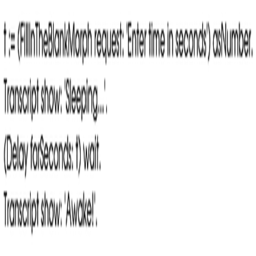 t := (FillInTheBlankMorph request: 'Enter time in seconds') asNumber.
Transcript show: 'Sleeping...'.
(Delay forSeconds: t) wait.
Transcript show: 'Awake!'.